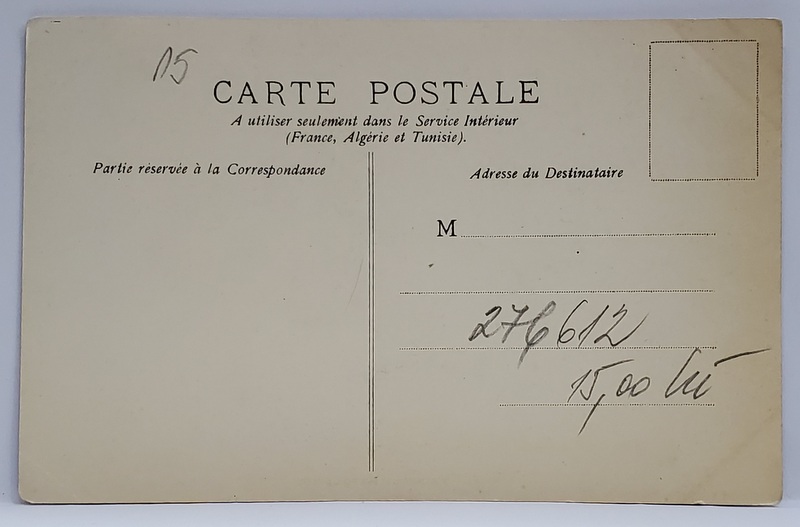 15
CARTE POSTALE
A utiliser seulement dans le Service Intérieur
(France, Algérie et Tunisie).
Partie réservée à la Correspondance
Adresse du Destinataire
M
276612
15,00